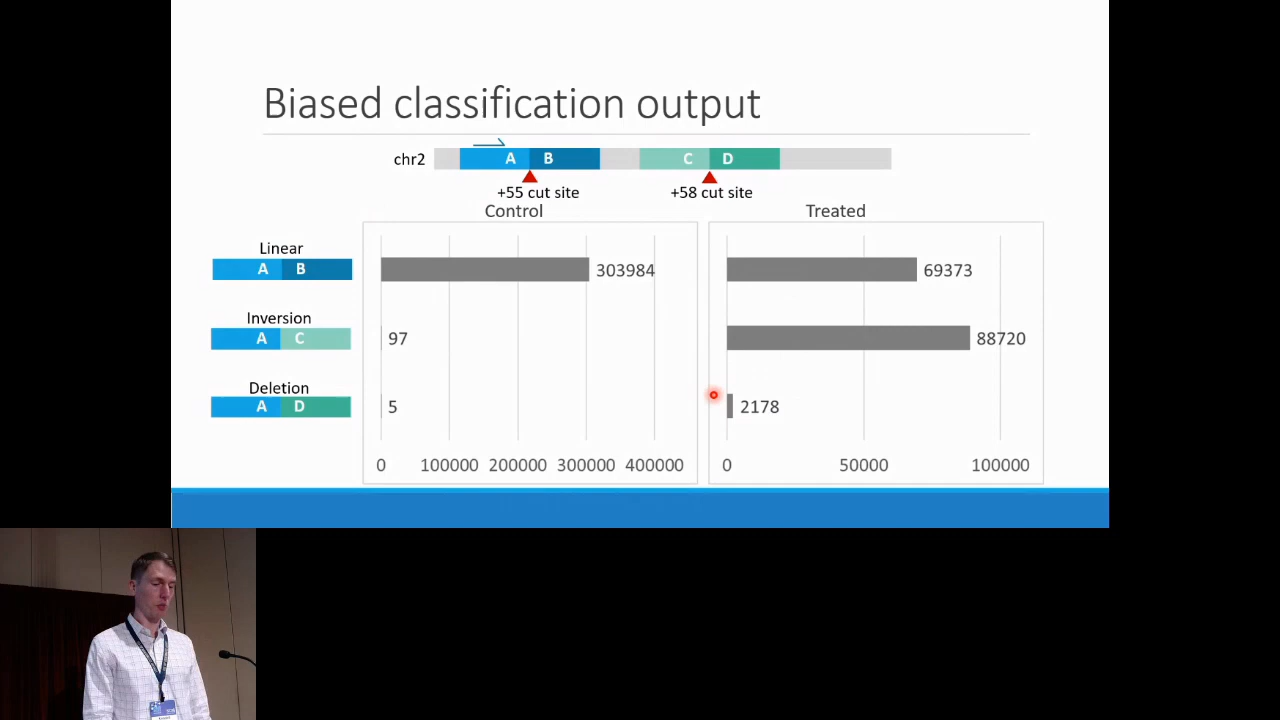 Biased classification output
chr2 A B C D
+55 cut site +58 cut site
Control Treated
Linear
A B
303984 69373
Inversion
A C
97 88720
Deletion
A D
5 2178
0 100000 200000 300000 400000 0 50000 100000